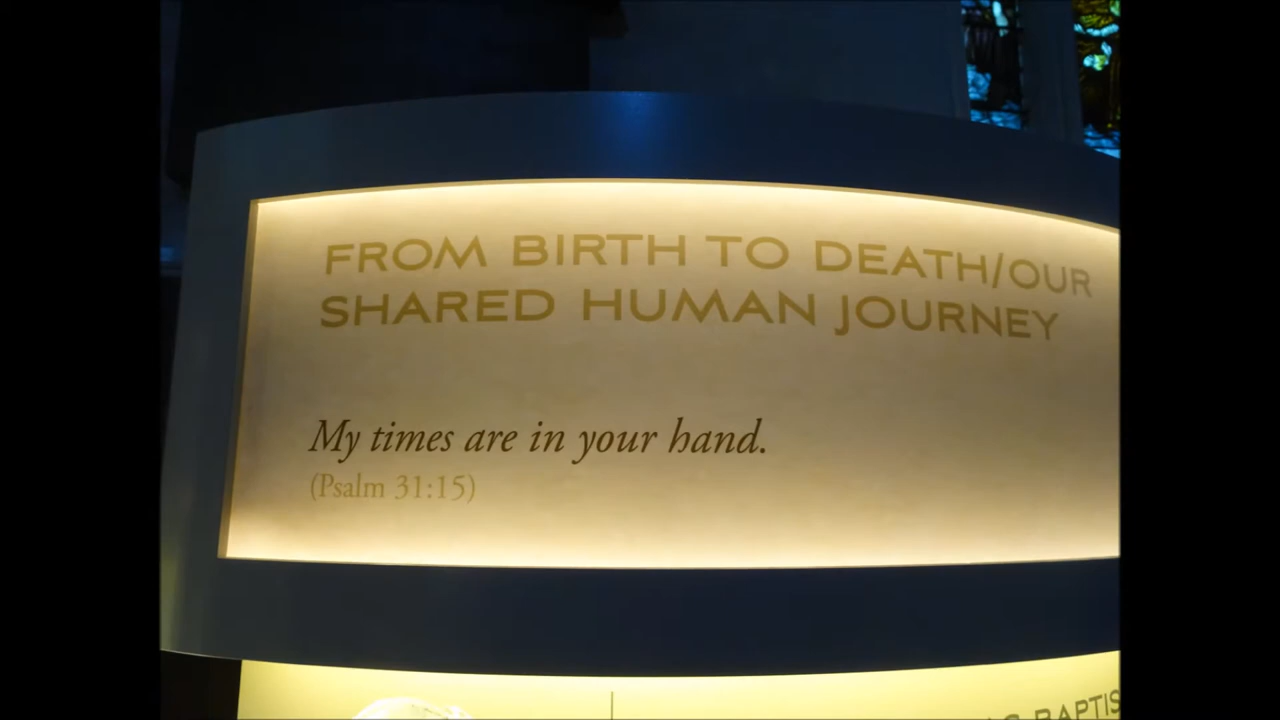 FROM BIRTH TO DEATH/OUR
SHARED HUMAN JOURNEY
My times are in your hand.
(Psalm 31:15)